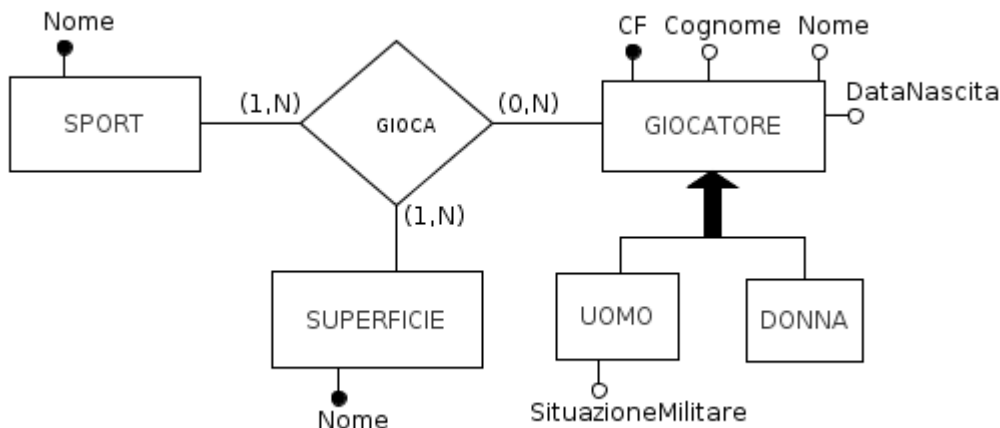 Nome
CF Cognome Nome
DataNascita
SPORT (1,N) GIOCA (0,N) GIOCATORE
(1,N)
SUPERFICIE UOMO DONNA
Nome SituazioneMilitare